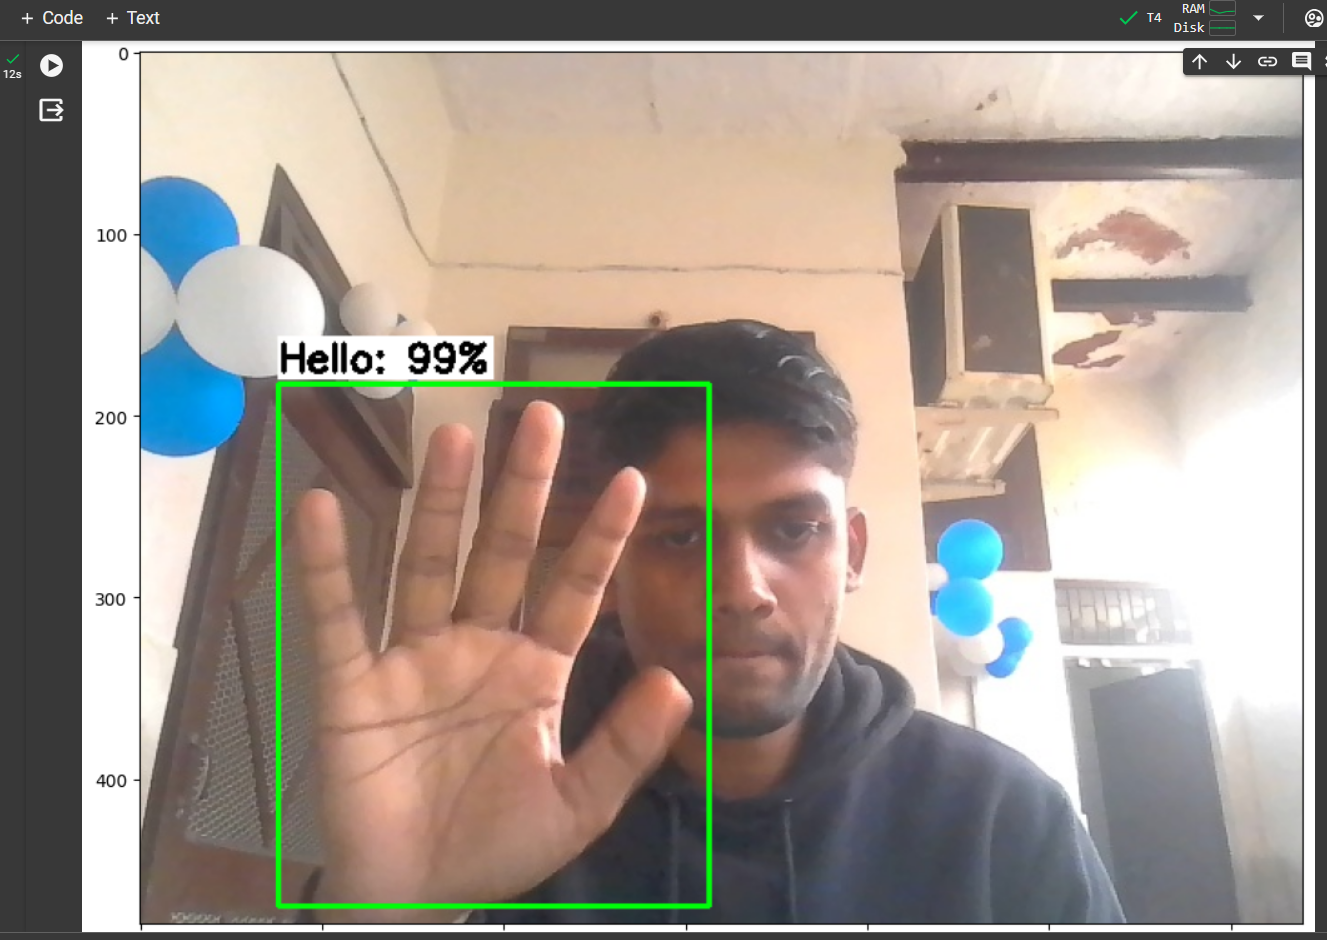 + Code + Text
T4
RAM
Disk
12s
0
100
200
300
400
Hello: 99%